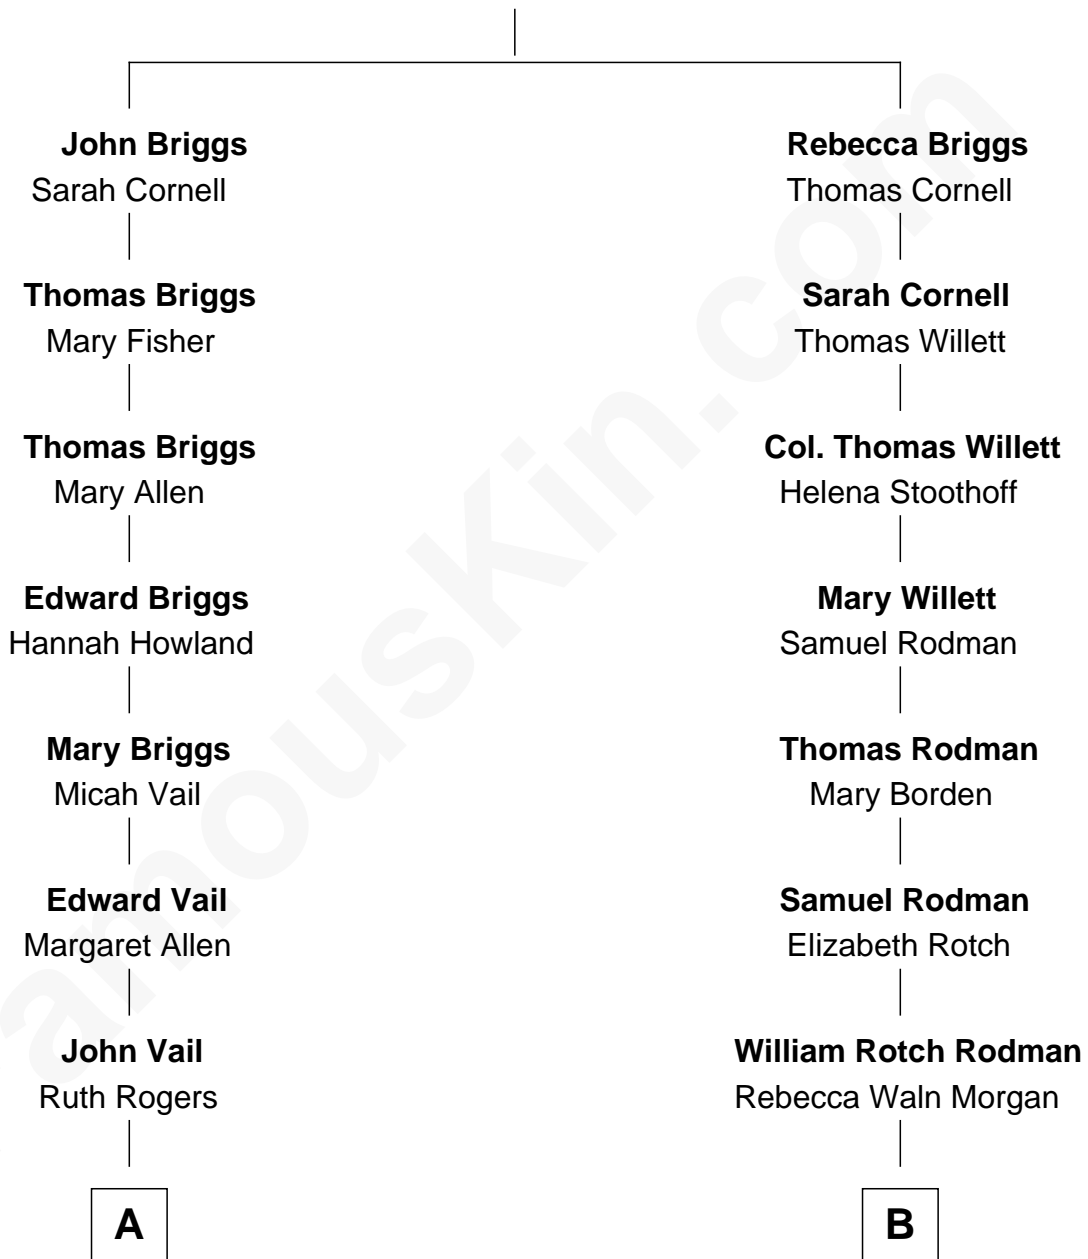 John Briggs
Sarah Cornell
Thomas Briggs
Mary Fisher
Thomas Briggs
Mary Allen
Edward Briggs
Hannah Howland
Mary Briggs
Micah Vail
Edward Vail
Margaret Allen
John Vail
Ruth Rogers
A
Rebecca Briggs
Thomas Cornell
Sarah Cornell
Thomas Willett
Col. Thomas Willett
Helena Stoothoff
Mary Willett
Samuel Rodman
Thomas Rodman
Mary Borden
Samuel Rodman
Elizabeth Rotch
William Rotch Rodman
Rebecca Waln Morgan
B
amouskin.com